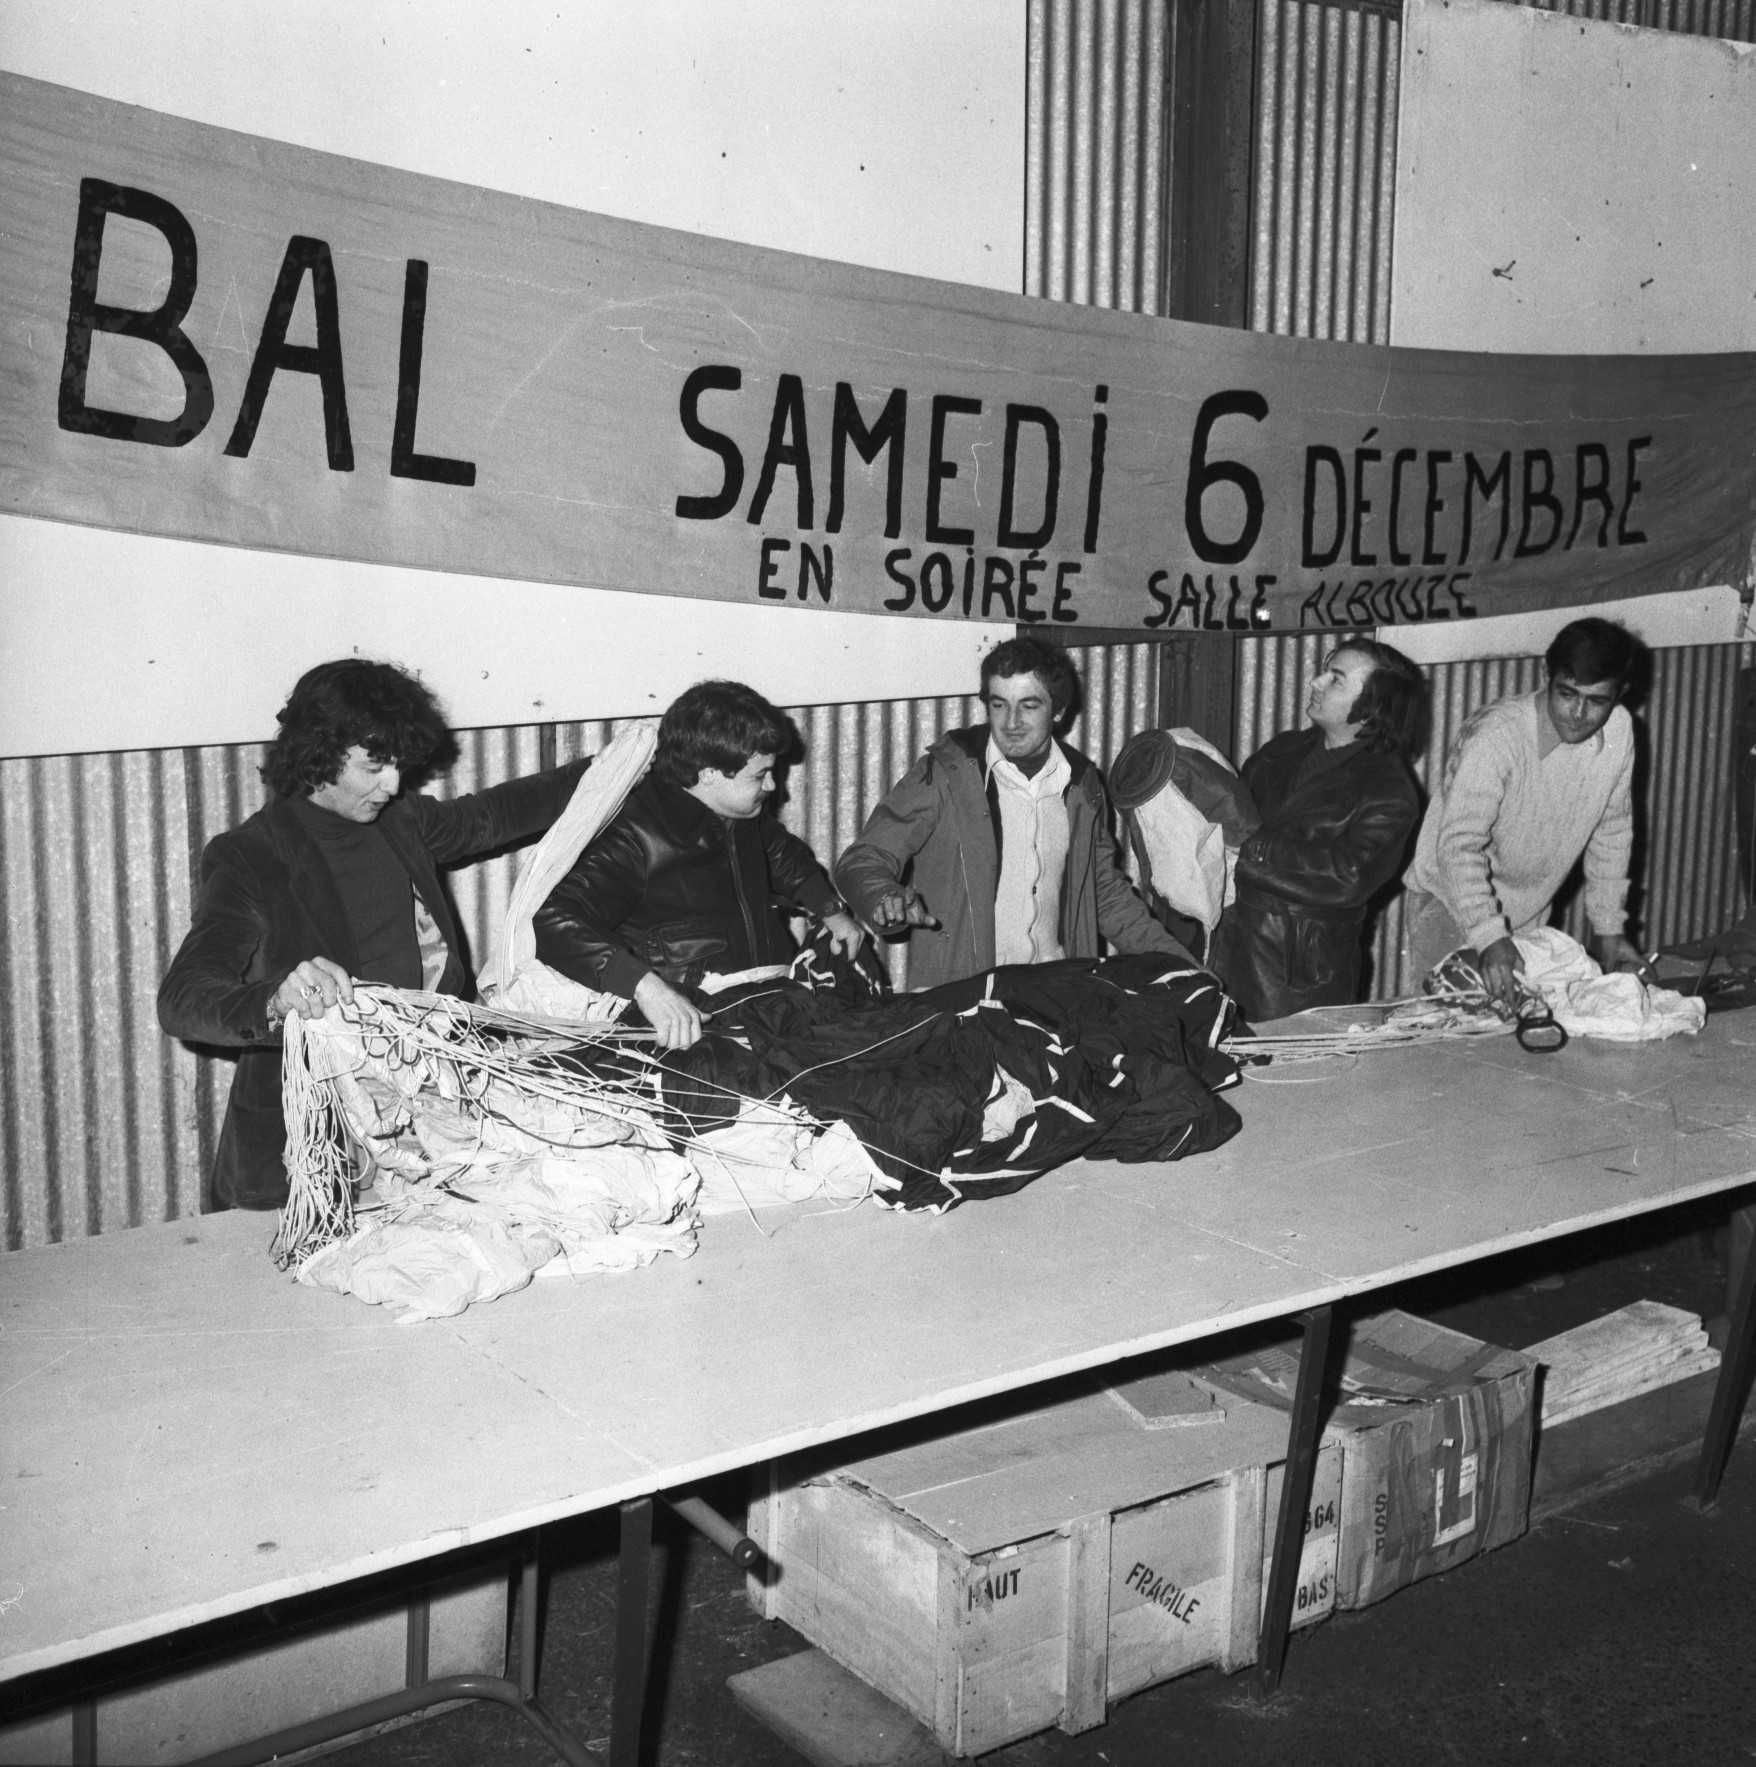 BAL SAMEDI 6 DÉCEMBRE
EN SOIRÉE SALLE ALBOUZE
HAUT
FRAGILE
BAS
SSP